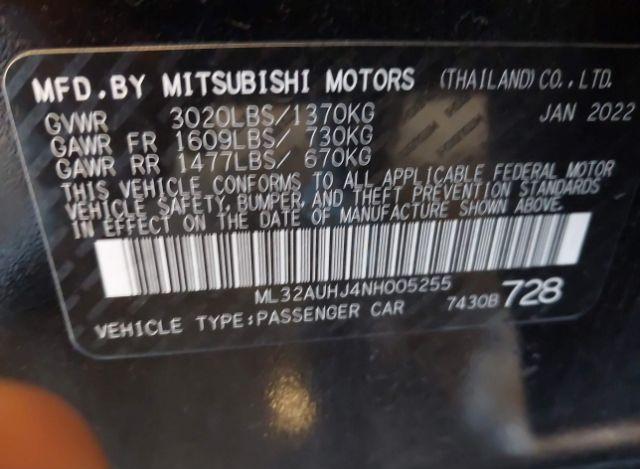 MFD.BY MITSUBISHI MOTORS (THAILAND) CO., LTD.
GVWR 3020LBS/1370KG JAN 2022
GAWR FR 1609LBS/ 730KG
GAWR RR 1477LBS/ 670KG
THIS VEHICLE CONFORMS TO ALL APPLICABLE FEDERAL MOTOR
VEHICLE SAFETY, BUMPER, AND THEFT PREVENTION STANDARDS
IN EFFECT ON THE DATE OF MANUFACTURE SHOWN ABOVE.
ML32AUHJ4NH005255
VEHICLE TYPE:PASSENGER CAR 7430B 728